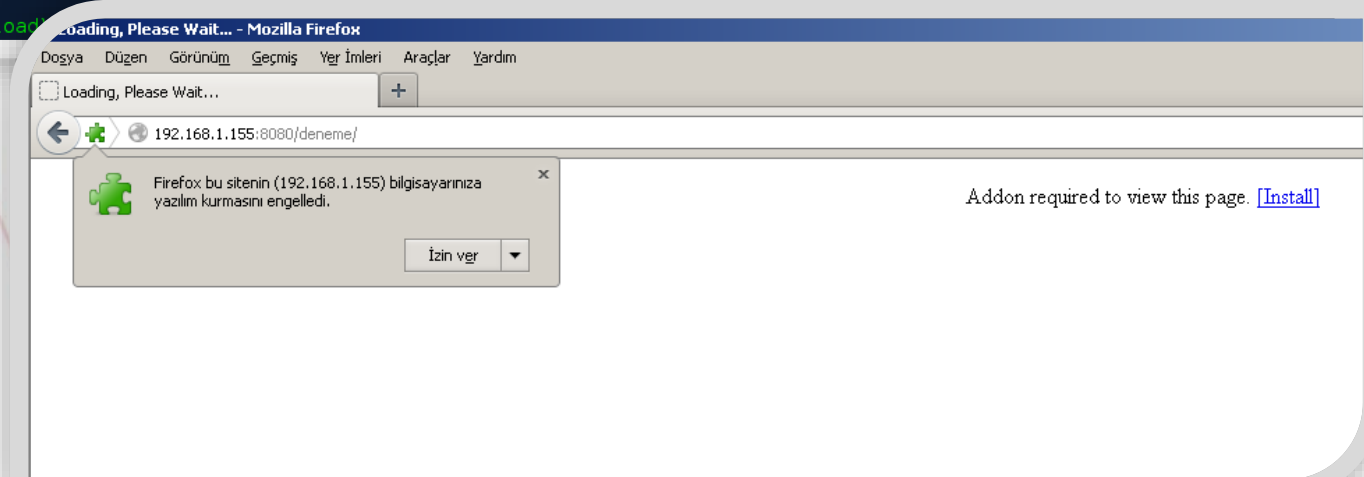 oad)
Loading, Please Wait... - Mozilla Firefox
Dosya Düzen Görünüm Geçmiş Yer İmleri Araçlar Yardım
Loading, Please Wait... +
192.168.1.155:8080/deneme/
Firefox bu sitenin (192.168.1.155) bilgisayarınıza
yazılım kurmasını engelledi.
x
İzin ver
Addon required to view this page. [Install]